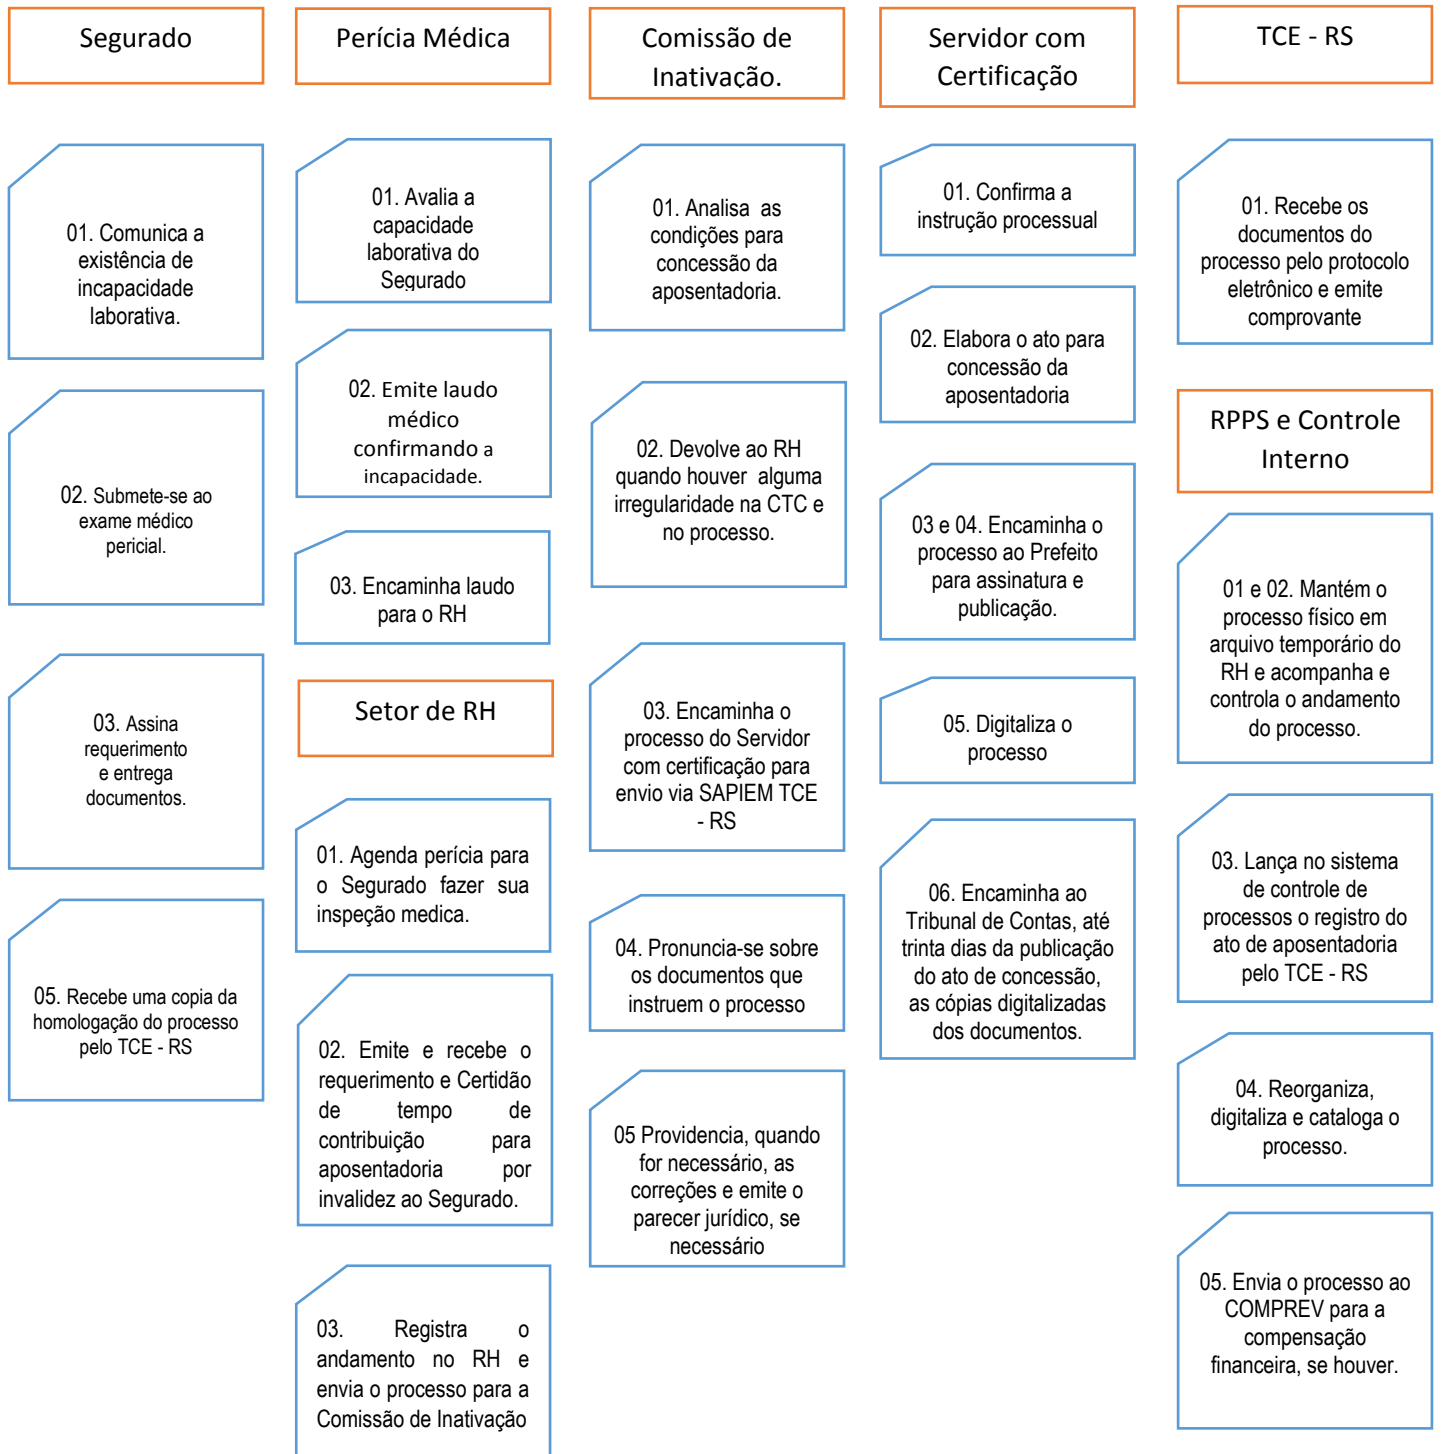 Segurado
01. Comunica a
existência de
incapacidade
laborativa.
02. Submete-se ao
exame médico
pericial.
03. Assina
requerimento
e entrega
documentos.
05. Recebe uma copia da
homologação do processo
pelo TCE - RS
Perícia Médica
01. Avalia a
capacidade
laborativa do
Segurado
02. Emite laudo
médico
confirmando a
incapacidade.
03. Encaminha laudo
para o RH
Setor de RH
01. Agenda perícia para
o Segurado fazer sua
inspeção medica.
02. Emite e recebe o
requerimento e Certidão
de tempo de
contribuição para
aposentadoria por
invalidez ao Segurado.
03. Registra o
andamento no RH e
envia o processo para a
Comissão de Inativação
Comissão de
Inativação.
01. Analisa as
condições para
concessão da
aposentadoria.
02. Devolve ao RH
quando houver alguma
irregularidade na CTC e
no processo.
03. Encaminha o
processo do Servidor
com certificação para
envio via SAPIEM TCE
- RS
04. Pronuncia-se sobre
os documentos que
instruem o processo
05 Providencia, quando
for necessário, as
correções e emite o
parecer jurídico, se
necessário
Servidor com
Certificação
01. Confirma a
instrução processual
02. Elabora o ato para
concessão da
aposentadoria
03 e 04. Encaminha o
processo ao Prefeito
para assinatura e
publicação.
05. Digitaliza o
processo
06. Encaminha ao
Tribunal de Contas, até
trinta dias da publicação
do ato de concessão,
as cópias digitalizadas
dos documentos.
TCE - RS
01. Recebe os
documentos do
processo pelo protocolo
eletrônico e emite
comprovante
RPPS e Controle
Interno
01 e 02. Mantém o
processo físico em
arquivo temporário do
RH e acompanha e
controla o andamento
do processo.
03. Lança no sistema
de controle de
processos o registro do
ato de aposentadoria
pelo TCE - RS
04. Reorganiza,
digitaliza e cataloga o
processo.
05. Envia o processo ao
COMPREV para a
compensação
financeira, se houver.